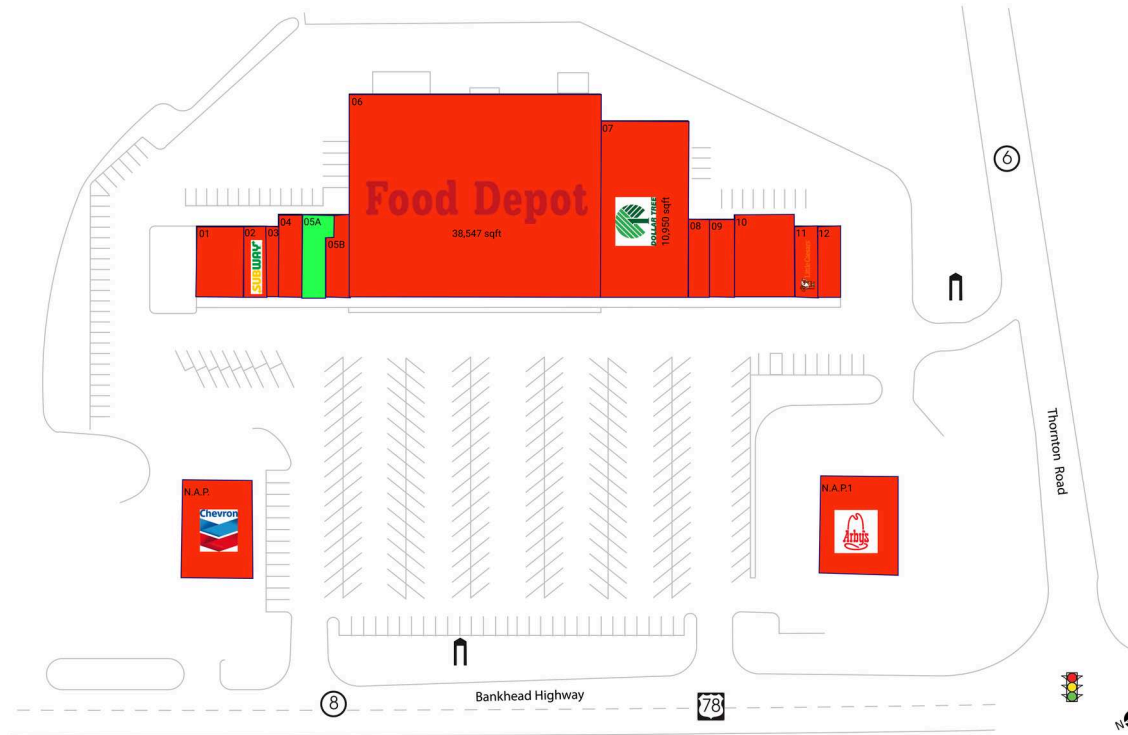 6
06
07
Food Depot
38,547 sqft
DOLLAR TREE
10,950 sqft
01
02
03
04
05A
05B
08
09
10
11
12
SUBWAY
Thornton Road
N.A.P.
Chevron
N.A.P.1
Arby's
Bankhead Highway
8
78
N